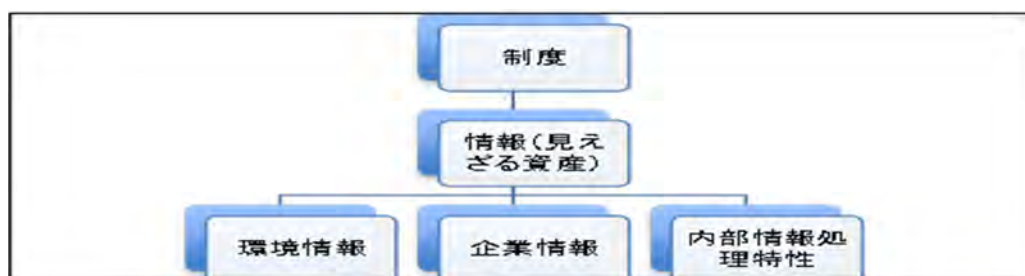 制度
情報(見え
ざる資産)
環境情報
企業情報
内部情報処
理特性